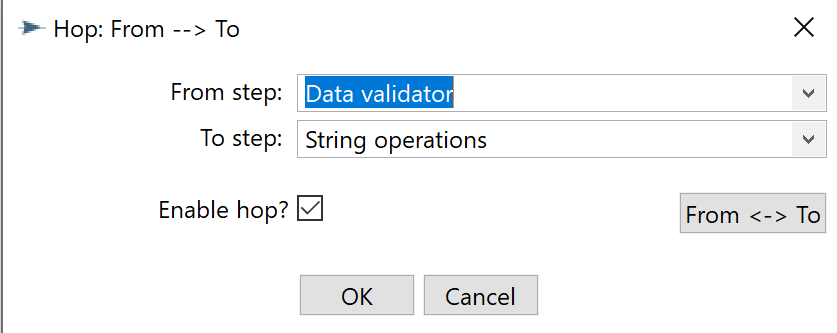 Hop: From --> To
From step: Data validator
To step: String operations
Enable hop? From <-> To
OK Cancel